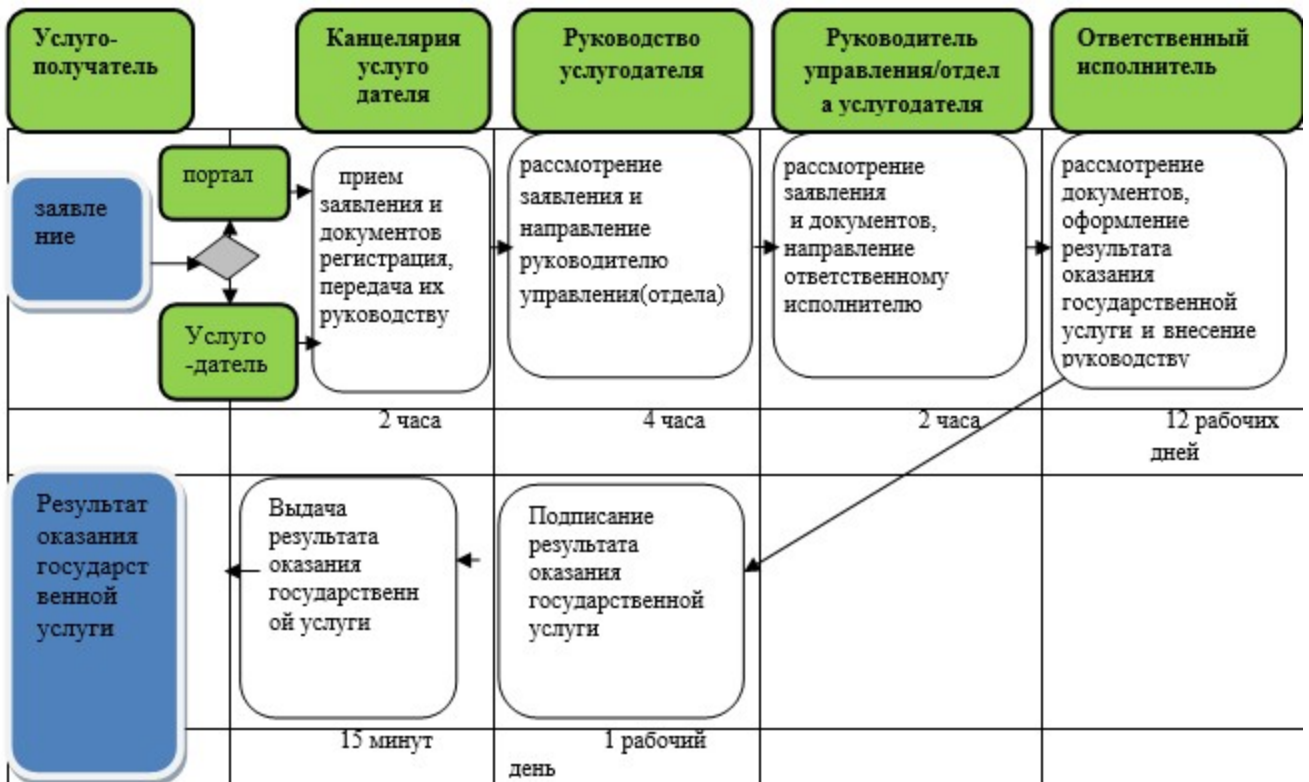 Услуго-
получатель
Канцелярия
услуго
дателя
Руководство
услугодателя
Руководитель
управления/отдел
а услугодателя
Ответственный
исполнитель
заявле
ние
портал
Услуго
-датель
прием
заявления и
документов
регистрация,
передача их
руководству
рассмотрение
заявления и
направление
руководителю
управления(отдела)
рассмотрение
заявления
и документов,
направление
ответственному
исполнителю
рассмотрение
документов,
оформление
результата
оказания
государственной
услуги и внесение
руководству
2 часа
4 часа
2 часа
12 рабочих
дней
Результат
оказания
государст
венной
услуги
Выдача
результата
оказания
государственн
ой услуги
Подписание
результата
оказания
государственной
услуги
15 минут
1 рабочий
день